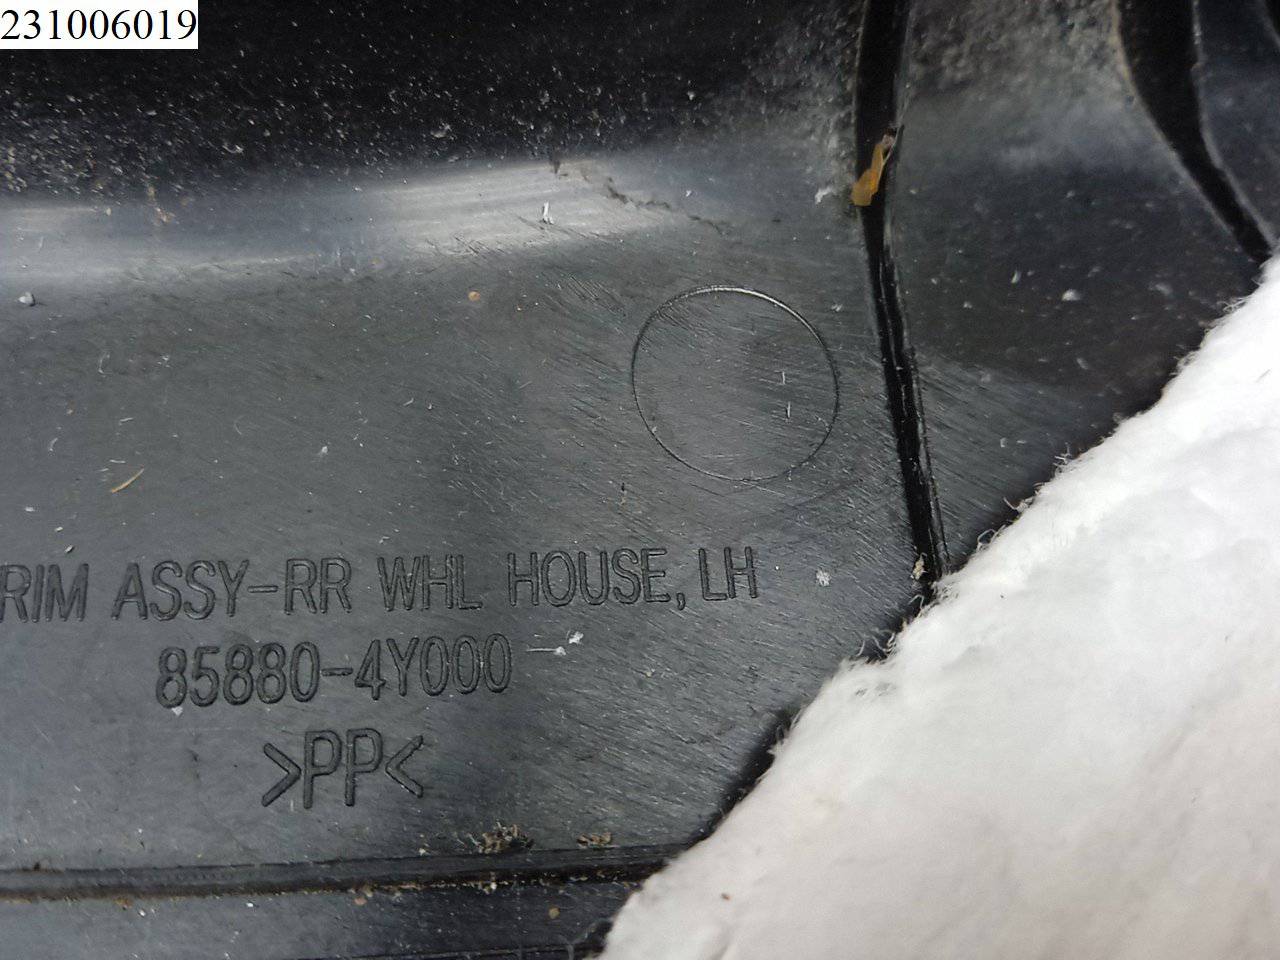 231006019
RIM ASSY-RR WHL HOUSE, LH
85880-4Y000
>PP<